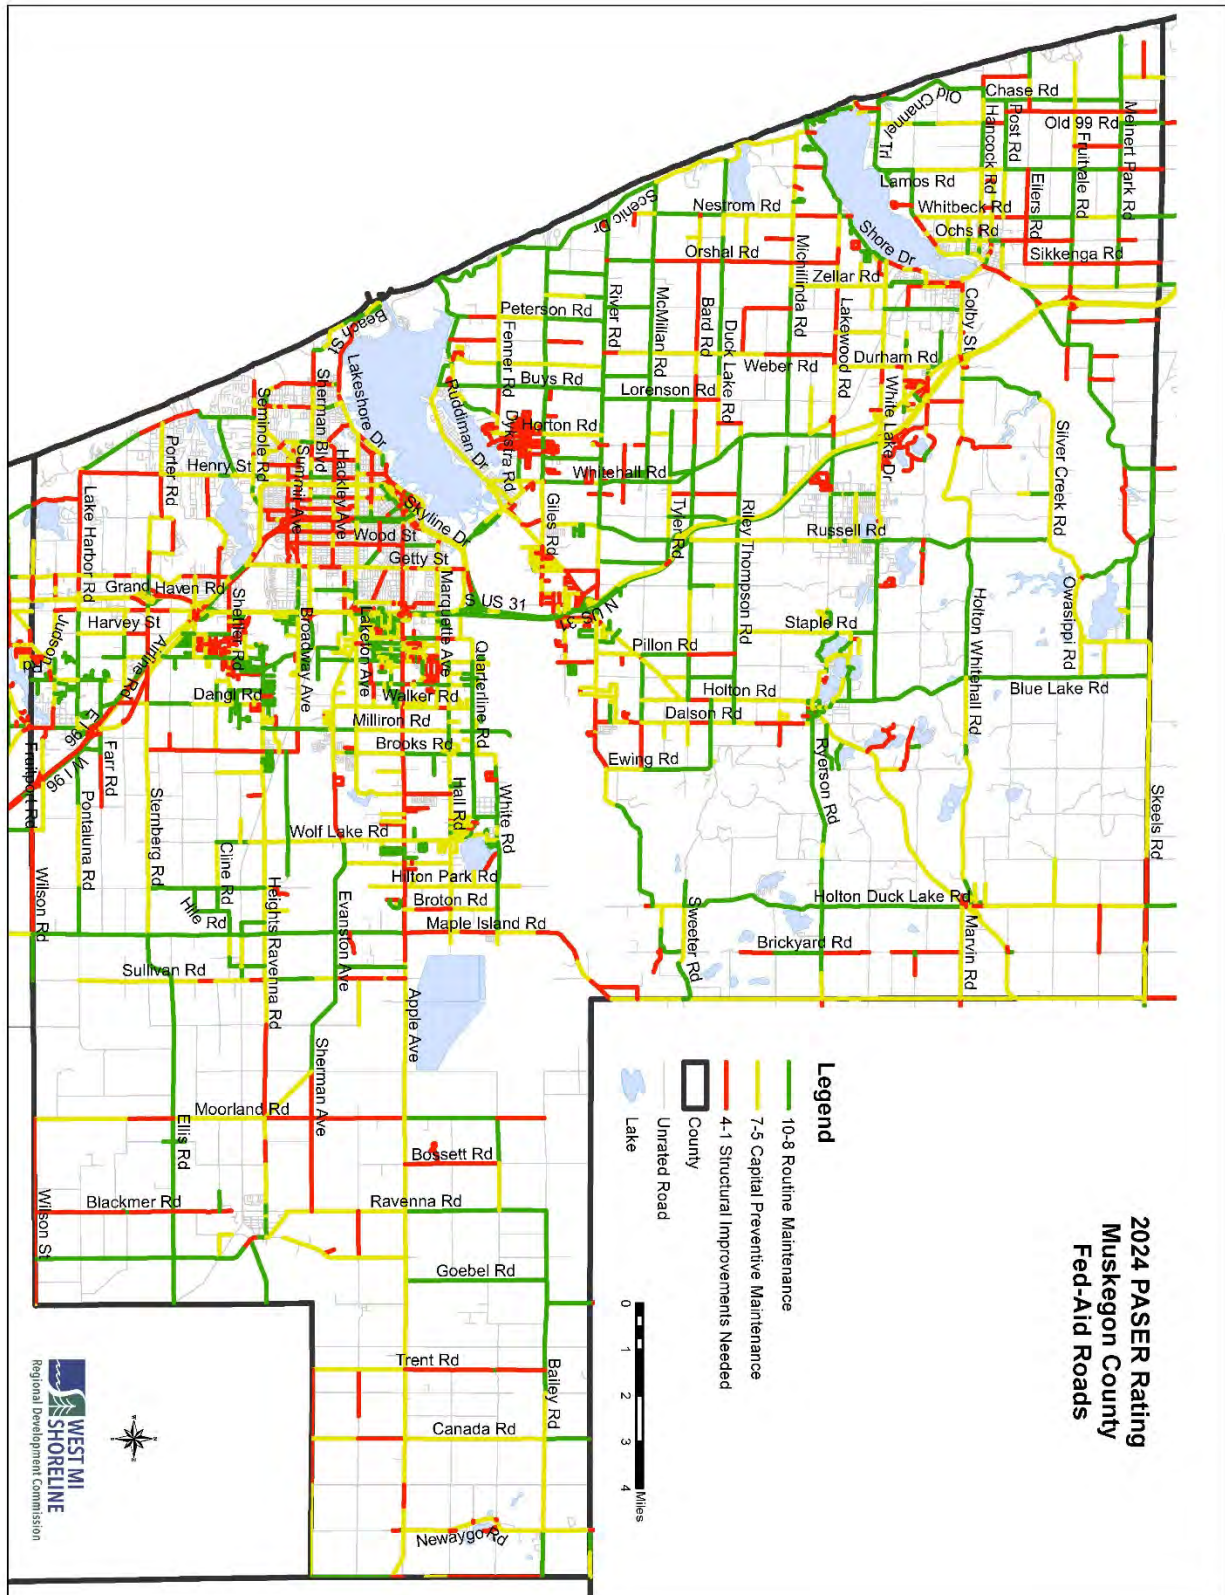 2024 PASER Rating
Muskegon County
Fed-Aid Roads
Legend
10-8 Routine Maintenance
7-5 Capital Preventive Maintenance
4-1 Structural Improvements Needed
County
Unrated Road
Lake
0 1 2 3 4
Miles
WEST MI
SHORELINE
Regional Development Commission
Old Channel Trl
Chase Rd
Hancock Rd
Post Rd
Old 99 Rd
Fruitvale Rd
Meinert Park Rd
Lamos Rd
Whitbeck Rd
Eilers Rd
Ochs Rd
Sikkenga Rd
Scenic Dr
Nestrom Rd
Orshal Rd
Shore Dr
Michillinda Rd
Zellar Rd
Colby St
Beach St
Peterson Rd
Fenner Rd
River Rd
McMillan Rd
Bard Rd
Duck Lake Rd
Weber Rd
Lakewood Rd
Durham Rd
White Lake Dr
Lakeshore Dr
Buys Rd
Lorenson Rd
Ruddiman Dr
Dykstra Rd
Horton Rd
Whitehall Rd
Silver Creek Rd
Seminole Rd
Sherman Blvd
Porter Rd
Henry St
Summit Ave
Hackley Ave
Skyline Dr
Giles Rd
Tyler Rd
Riley Thompson Rd
Russell Rd
Lake Harbor Rd
Wood St
Getty St
Marquette Ave
Grand Haven Rd
Harvey St
Judson Rd
Airline Rd
Sheffler Rd
Broadway Ave
Laketon Ave
S US 31
N US 31
Quarterline Rd
Pillon Rd
Staple Rd
Holton Whitehall Rd
Owasippi Rd
Dangl Rd
Walker Rd
Holton Rd
Blue Lake Rd
E I 96
W I 96
Milliron Rd
Dalson Rd
Brooks Rd
Ewing Rd
Ryerson Rd
Fruitport Rd
Farr Rd
Pontaluna Rd
Sternberg Rd
Hall Rd
White Rd
Skeels Rd
Wolf Lake Rd
Cline Rd
Hile Rd
Heights Ravenna Rd
Evanston Ave
Hilton Park Rd
Broton Rd
Maple Island Rd
Sweeter Rd
Holton Duck Lake Rd
Marvin Rd
Brickyard Rd
Wilson Rd
Sullivan Rd
Apple Ave
Sherman Ave
Moorland Rd
Ellis Rd
Bossett Rd
Wilson St
Blackmer Rd
Ravenna Rd
Goebel Rd
Trent Rd
Bailey Rd
Canada Rd
Newaygo Rd